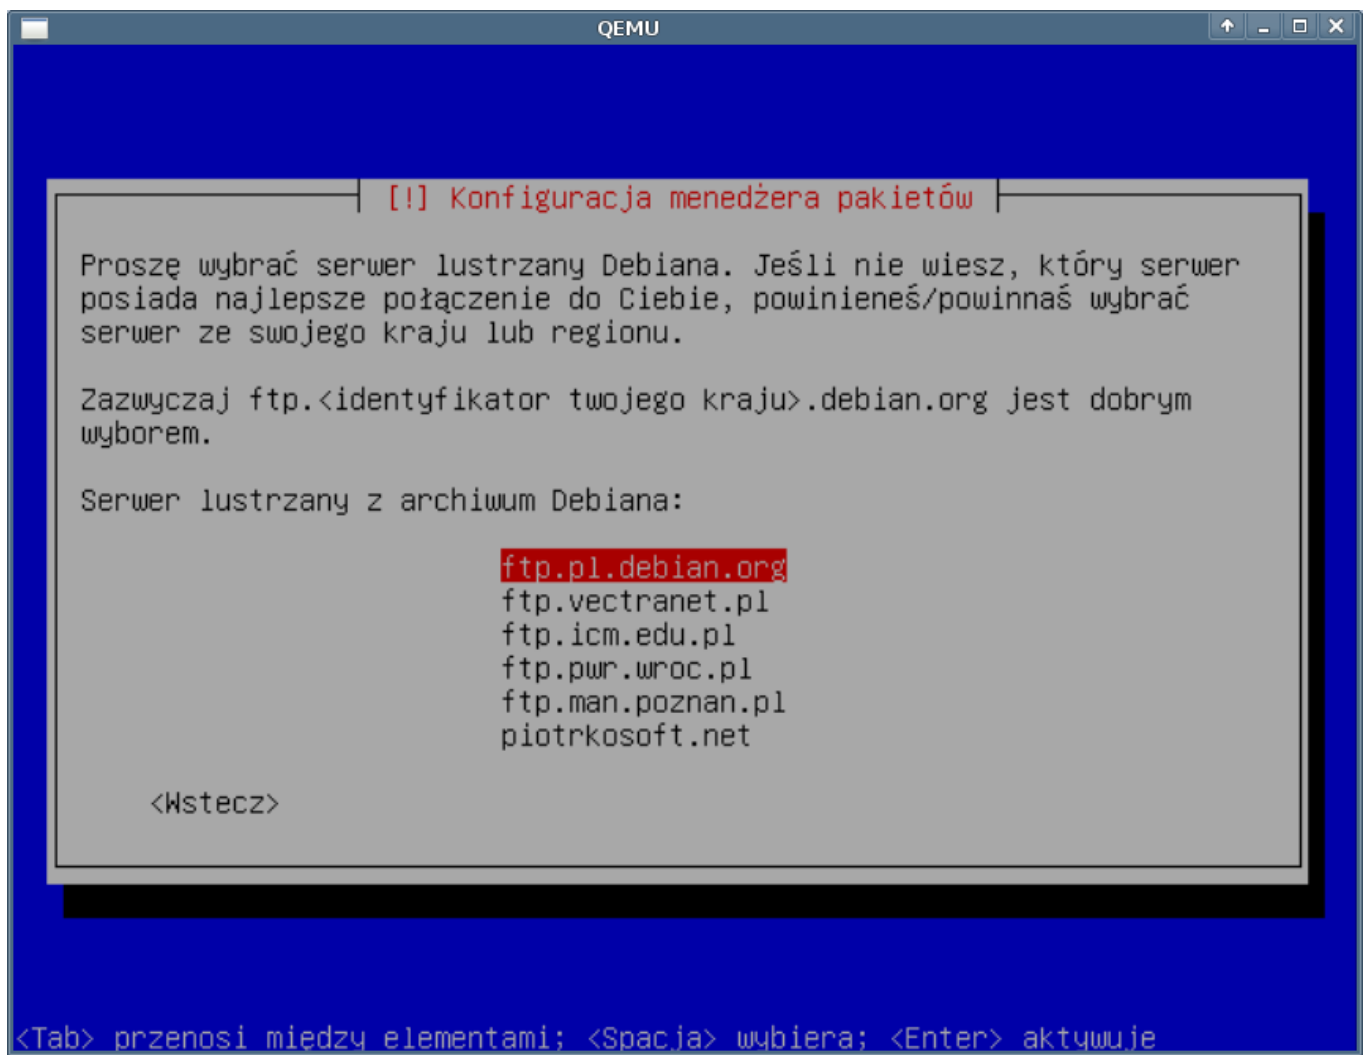 QEMU
[!] Konfiguracja menedżera pakietów
Proszę wybrać serwer lustrzany Debiana. Jeśli nie wiesz, który serwer
posiada najlepsze połączenie do Ciebie, powinieneś/powinnaś wybrać
serwer ze swojego kraju lub regionu.
Zazwyczaj ftp.<identyfikator twojego kraju>.debian.org jest dobrym
wyborem.
Serwer lustrzany z archiwum Debiana:
ftp.pl.debian.org
ftp.vectranet.pl
ftp.icm.edu.pl
ftp.pwr.wroc.pl
ftp.man.poznan.pl
piotrkosoft.net
<Wstecz>
<Tab> przenosi między elementami; <Spacja> wybiera; <Enter> aktywuje